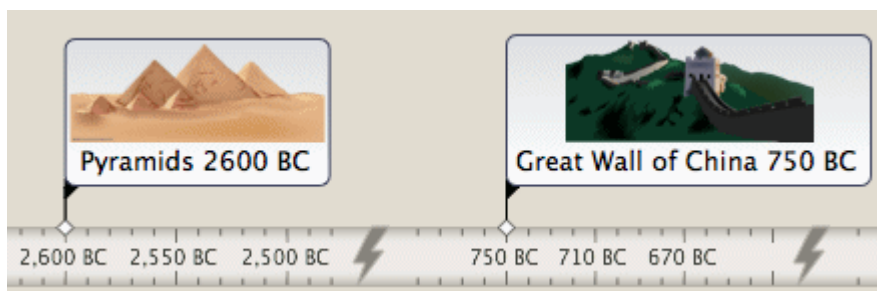 Pyramids 2600 BC
Great Wall of China 750 BC
2,600 BC 2,550 BC 2,500 BC 750 BC 710 BC 670 BC